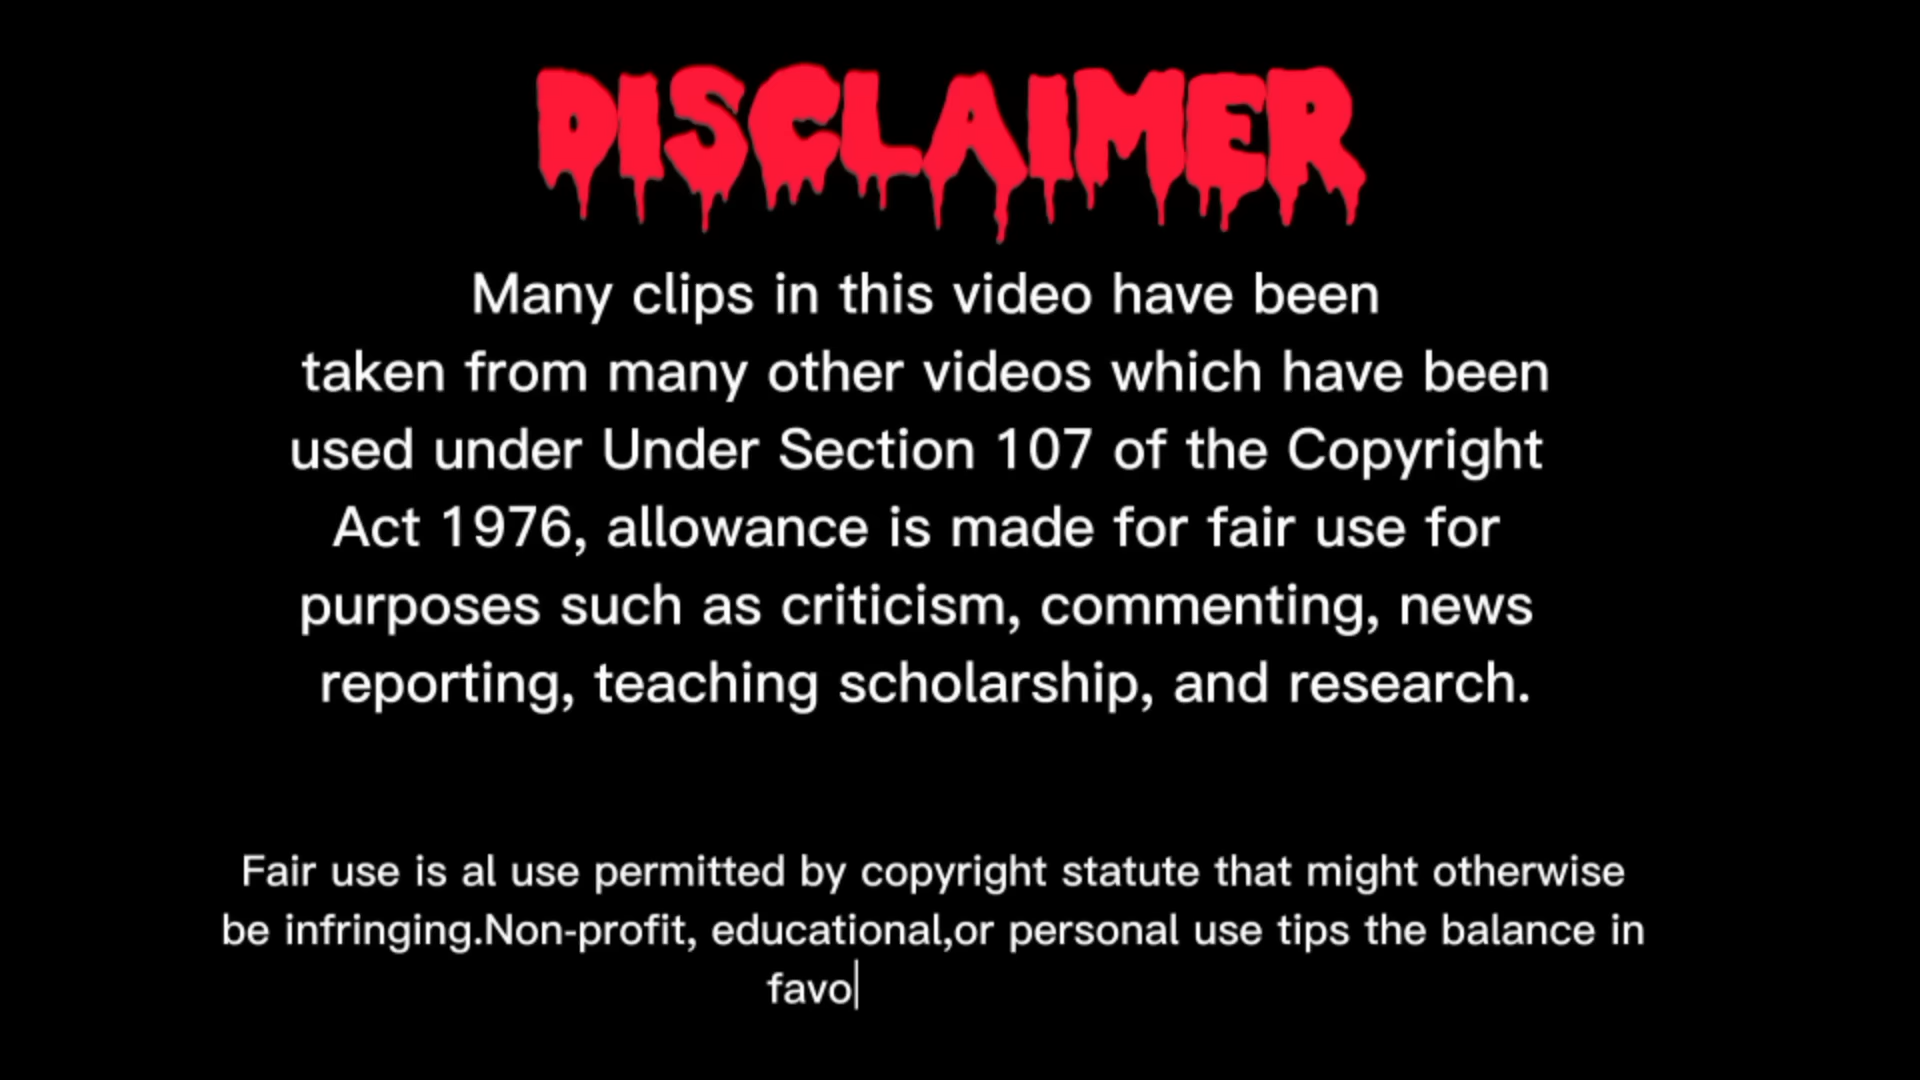 DISCLAIMER
Many clips in this video have been
taken from many other videos which have been
used under Under Section 107 of the Copyright
Act 1976, allowance is made for fair use for
purposes such as criticism, commenting, news
reporting, teaching scholarship, and research.
Fair use is al use permitted by copyright statute that might otherwise
be infringing.Non-profit, educational,or personal use tips the balance in
favo